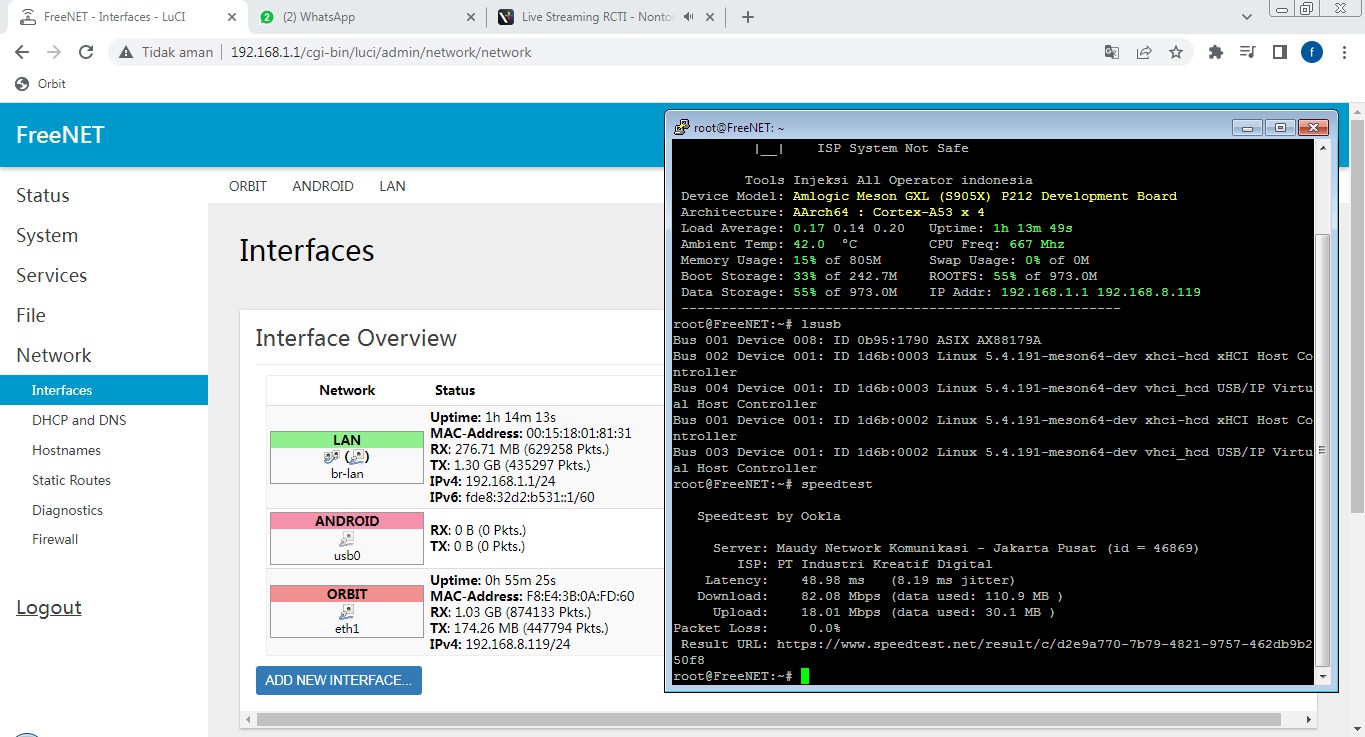 FreeNET - Interfaces - LuCI
(2) WhatsApp
Live Streaming RCTI - Nonton
Tidak aman
192.168.1.1/cgi-bin/luci/admin/network/network
f
Orbit
FreeNET
Status
System
Services
File
Network
Interfaces
DHCP and DNS
Hostnames
Static Routes
Diagnostics
Firewall
Logout
ORBIT ANDROID LAN
Interfaces
Interface Overview
Network Status
LAN
br-lan
Uptime: 1h 14m 13s
MAC-Address: 00:15:18:01:81:31
RX: 276.71 MB (629258 Pkts.)
TX: 1.30 GB (435297 Pkts.)
IPv4: 192.168.1.1/24
IPv6: fde8:32d2:b531::1/60
ANDROID
usb0
RX: 0 B (0 Pkts.)
TX: 0 B (0 Pkts.)
ORBIT
eth1
Uptime: 0h 55m 25s
MAC-Address: F8:E4:3B:0A:FD:60
RX: 1.03 GB (874133 Pkts.)
TX: 174.26 MB (447794 Pkts.)
IPv4: 192.168.8.119/24
ADD NEW INTERFACE...
root@FreeNET: ~
|__| ISP System Not Safe
Tools Injeksi All Operator indonesia
Device Model: Amlogic Meson GXL (S905X) P212 Development Board
Architecture: AArch64 : Cortex-A53 x 4
Load Average: 0.17 0.14 0.20 Uptime: 1h 13m 49s
Ambient Temp: 42.0 °C CPU Freq: 667 Mhz
Memory Usage: 15% of 805M Swap Usage: 0% of 0M
Boot Storage: 33% of 242.7M ROOTFS: 55% of 973.0M
Data Storage: 55% of 973.0M IP Addr: 192.168.1.1 192.168.8.119
--------------------------------------------------------
root@FreeNET:~# lsusb
Bus 001 Device 008: ID 0b95:1790 ASIX AX88179A
Bus 002 Device 001: ID 1d6b:0003 Linux 5.4.191-meson64-dev xhci-hcd xHCI Host Co
ntroller
Bus 004 Device 001: ID 1d6b:0003 Linux 5.4.191-meson64-dev vhci_hcd USB/IP Virtu
al Host Controller
Bus 001 Device 001: ID 1d6b:0002 Linux 5.4.191-meson64-dev xhci-hcd xHCI Host Co
ntroller
Bus 003 Device 001: ID 1d6b:0002 Linux 5.4.191-meson64-dev vhci_hcd USB/IP Virtu
al Host Controller
root@FreeNET:~# speedtest
Speedtest by Ookla
Server: Maudy Network Komunikasi - Jakarta Pusat (id = 46869)
ISP: PT Industri Kreatif Digital
Latency: 48.98 ms (8.19 ms jitter)
Download: 82.08 Mbps (data used: 110.9 MB )
Upload: 18.01 Mbps (data used: 30.1 MB )
Packet Loss: 0.0%
Result URL: https://www.speedtest.net/result/c/d2e9a770-7b79-4821-9757-462db9b2
50f8
root@FreeNET:~#